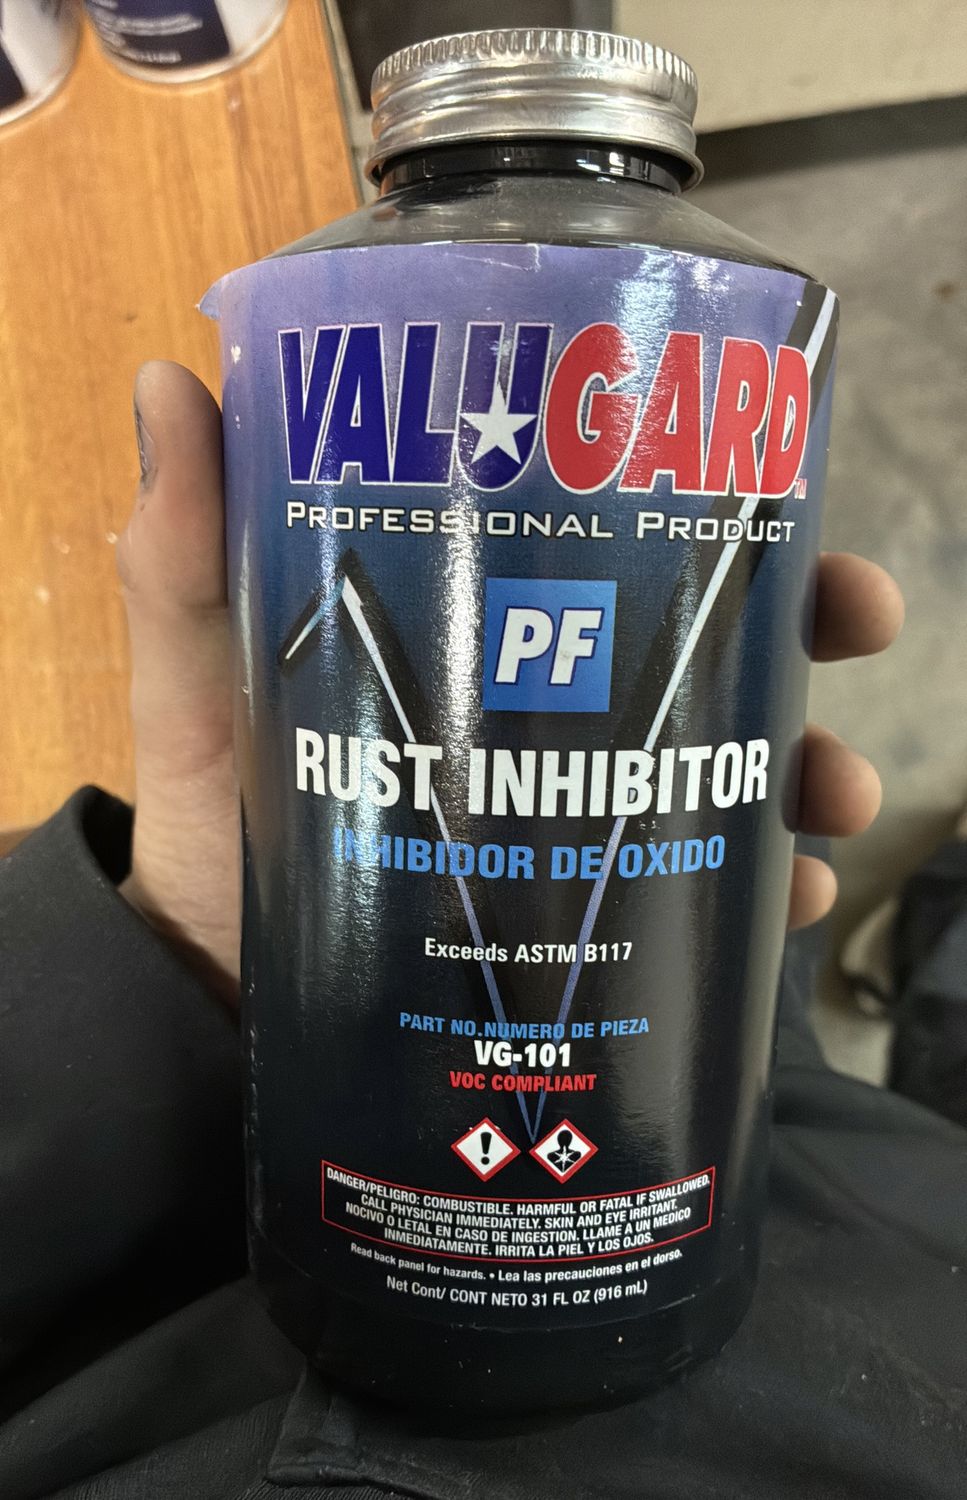 VALUGARD™
PROFESSIONAL PRODUCT
PF
RUST INHIBITOR
INHIBIDOR DE OXIDO
Exceeds ASTM B117
PART NO.NUMERO DE PIEZA
VG-101
VOC COMPLIANT
DANGER/PELIGRO: COMBUSTIBLE. HARMFUL OR FATAL IF SWALLOWED.
CALL PHYSICIAN IMMEDIATELY. SKIN AND EYE IRRITANT.
NOCIVO O LETAL EN CASO DE INGESTION. LLAME A UN MEDICO
INMEDIATAMENTE. IRRITA LA PIEL Y LOS OJOS.
Read back panel for hazards. • Lea las precauciones en el dorso.
Net Cont/ CONT NETO 31 FL OZ (916 mL)